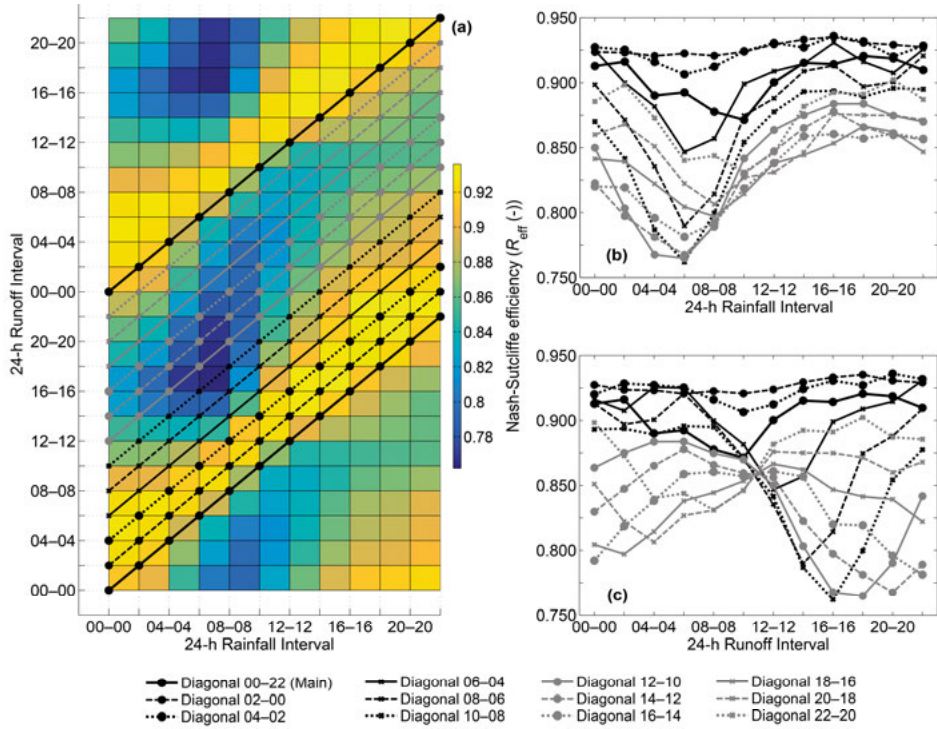 (a)
24-h Runoff Interval
20–20
16–16
12–12
08–08
04–04
00–00
20–20
16–16
12–12
08–08
04–04
00–00
00–00 04–04 08–08 12–12 16–16 20–20
24-h Rainfall Interval
0.92
0.9
0.88
0.86
0.84
0.82
0.8
0.78
Nash-Sutcliffe efficiency (R_eff (-))
0.950
0.900
0.850
0.800
0.750
(b)
00–00 04–04 08–08 12–12 16–16 20–20
24-h Rainfall Interval
0.950
0.900
0.850
0.800
0.750
(c)
00–00 04–04 08–08 12–12 16–16 20–20
24-h Runoff Interval
Diagonal 00–22 (Main)
Diagonal 02–00
Diagonal 04–02
Diagonal 06–04
Diagonal 08–06
Diagonal 10–08
Diagonal 12–10
Diagonal 14–12
Diagonal 16–14
Diagonal 18–16
Diagonal 20–18
Diagonal 22–20